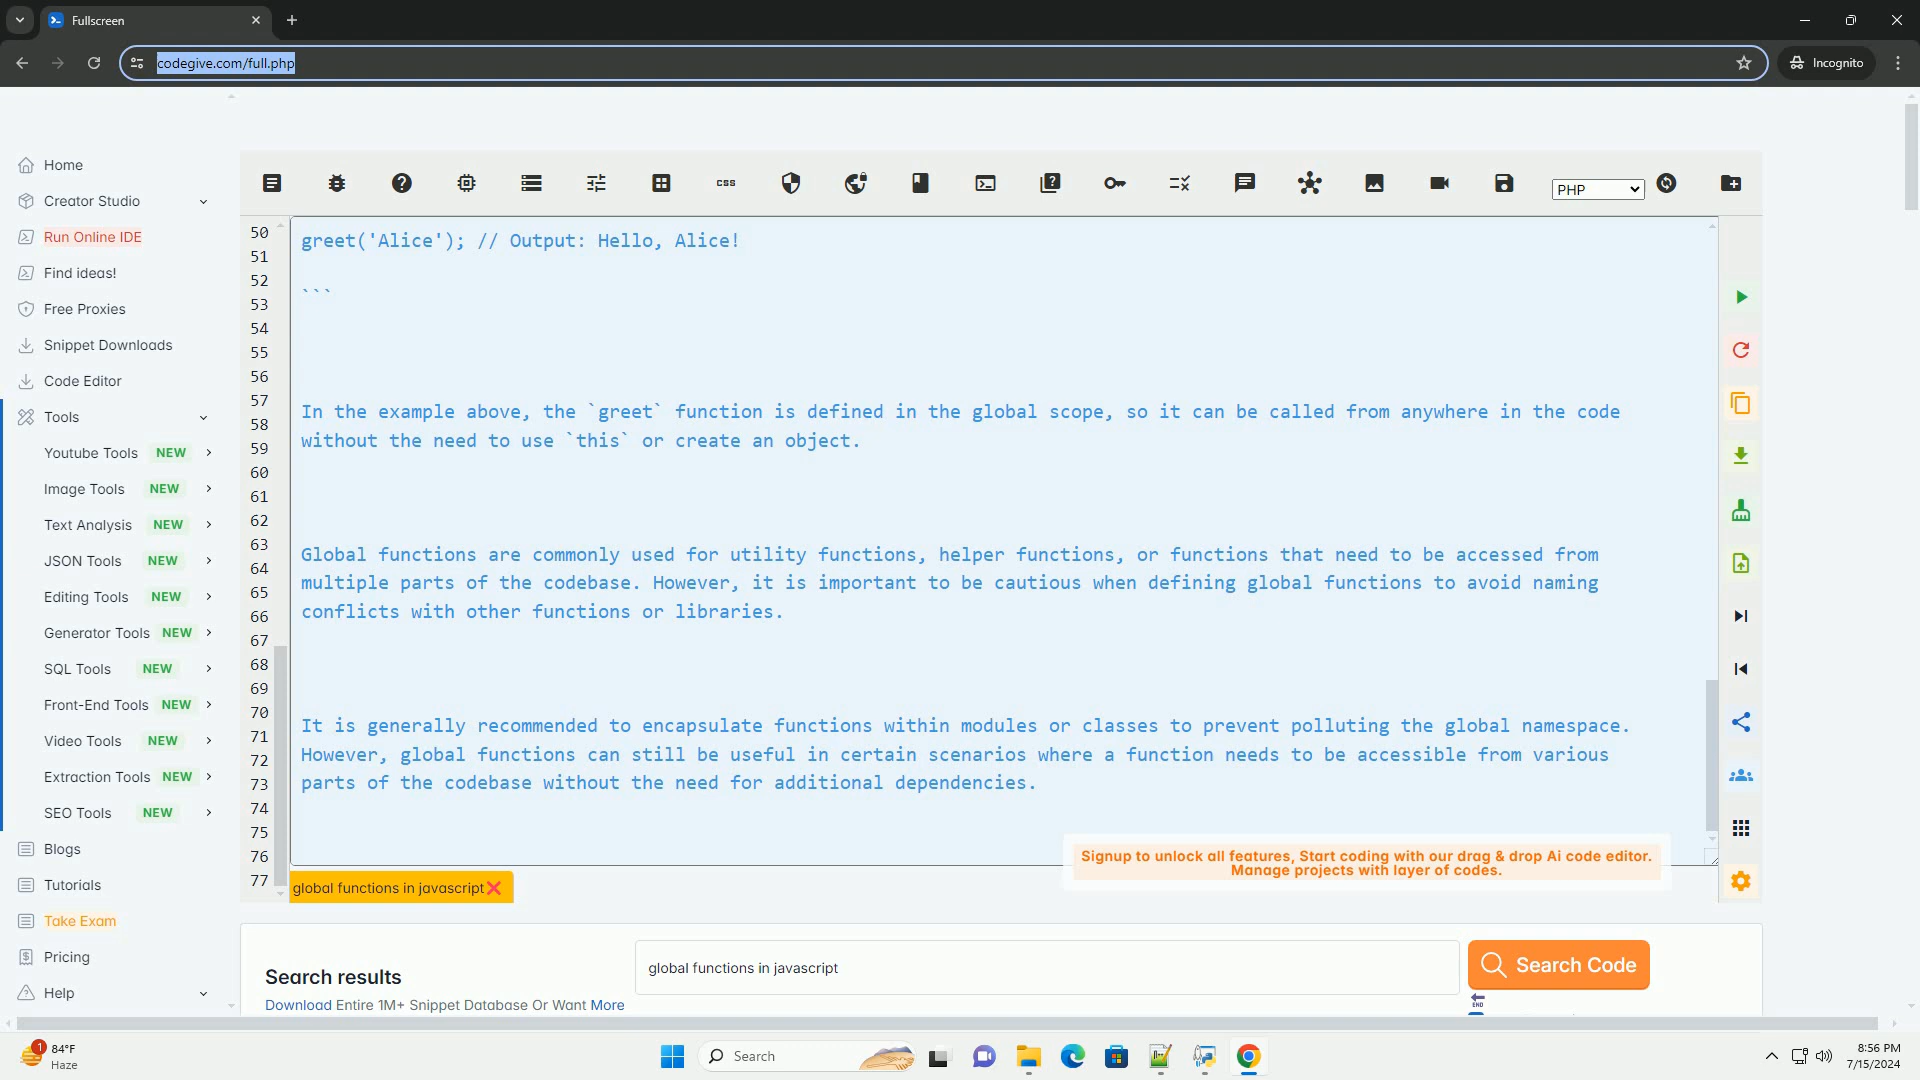 Fullscreen
codegive.com/full.php
Incognito
Home
Creator Studio
Run Online IDE
Find ideas!
Free Proxies
Snippet Downloads
Code Editor
Tools
Youtube Tools NEW
Image Tools NEW
Text Analysis NEW
JSON Tools NEW
Editing Tools NEW
Generator Tools NEW
SQL Tools NEW
Front-End Tools NEW
Video Tools NEW
Extraction Tools NEW
SEO Tools NEW
Blogs
Tutorials
Take Exam
Pricing
Help
css
PHP
50
51
52
53
54
55
56
57
58
59
60
61
62
63
64
65
66
67
68
69
70
71
72
73
74
75
76
77
greet('Alice'); // Output: Hello, Alice!
```
In the example above, the `greet` function is defined in the global scope, so it can be called from anywhere in the code
without the need to use `this` or create an object.
Global functions are commonly used for utility functions, helper functions, or functions that need to be accessed from
multiple parts of the codebase. However, it is important to be cautious when defining global functions to avoid naming
conflicts with other functions or libraries.
It is generally recommended to encapsulate functions within modules or classes to prevent polluting the global namespace.
However, global functions can still be useful in certain scenarios where a function needs to be accessible from various
parts of the codebase without the need for additional dependencies.
Signup to unlock all features, Start coding with our drag & drop Ai code editor.
Manage projects with layer of codes.
global functions in javascript
Search results
Download Entire 1M+ Snippet Database Or Want More
global functions in javascript
Search Code
END
1
84°F
Haze
Search
8:56 PM
7/15/2024